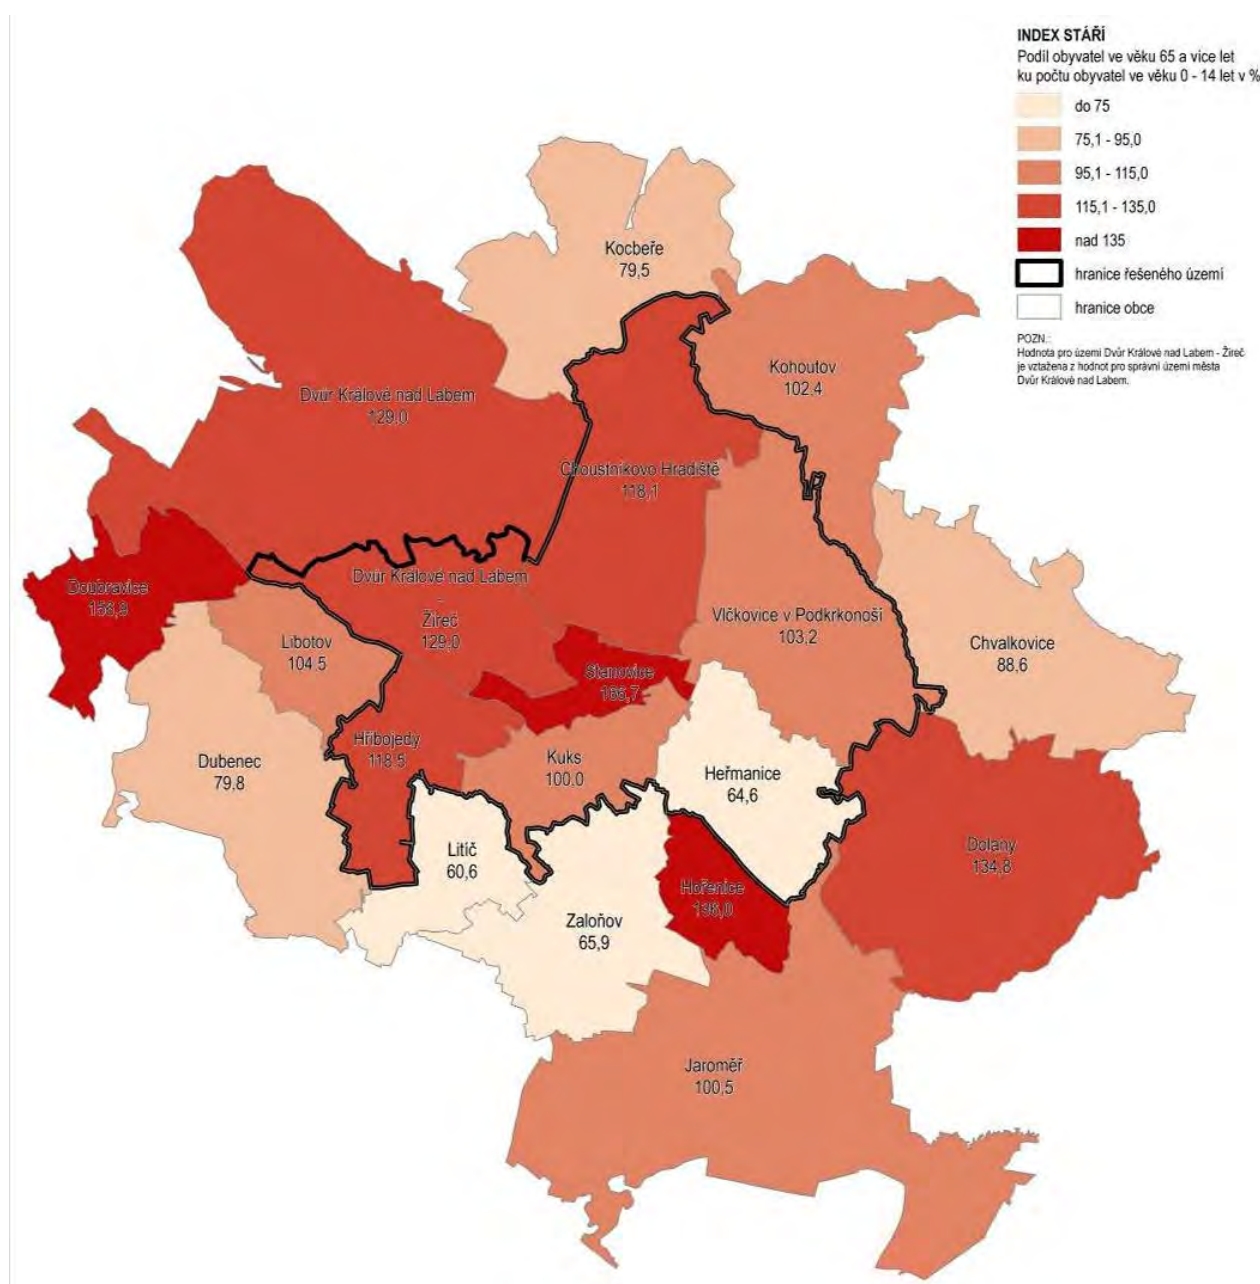 INDEX STÁŘÍ
Podíl obyvatel ve věku 65 a více let
ku počtu obyvatel ve věku 0 - 14 let v %
do 75
75,1 - 95,0
95,1 - 115,0
115,1 - 135,0
nad 135
hranice řešeného území
hranice obce
POZN.:
Hodnota pro území Dvůr Králové nad Labem - Žireč
je vztažena z hodnot pro správní území města
Dvůr Králové nad Labem.
Kocbeře
79,5
Kohoutov
102,4
Dvůr Králové nad Labem
129,0
Choustníkovo Hradiště
118,1
Doubravice
Dvůr Králové nad Labem
-
Žireč
129,0
Vlčkovice v Podkrkonoší
103,2
Libotov
104,5
Chvalkovice
88,6
Stanovice
Hřibojedy
118,5
Dubenec
79,8
Kuks
100,0
Heřmanice
64,6
Litíč
60,6
Dolany
134,8
Hořenice
Zaloňov
65,9
Jaroměř
100,5